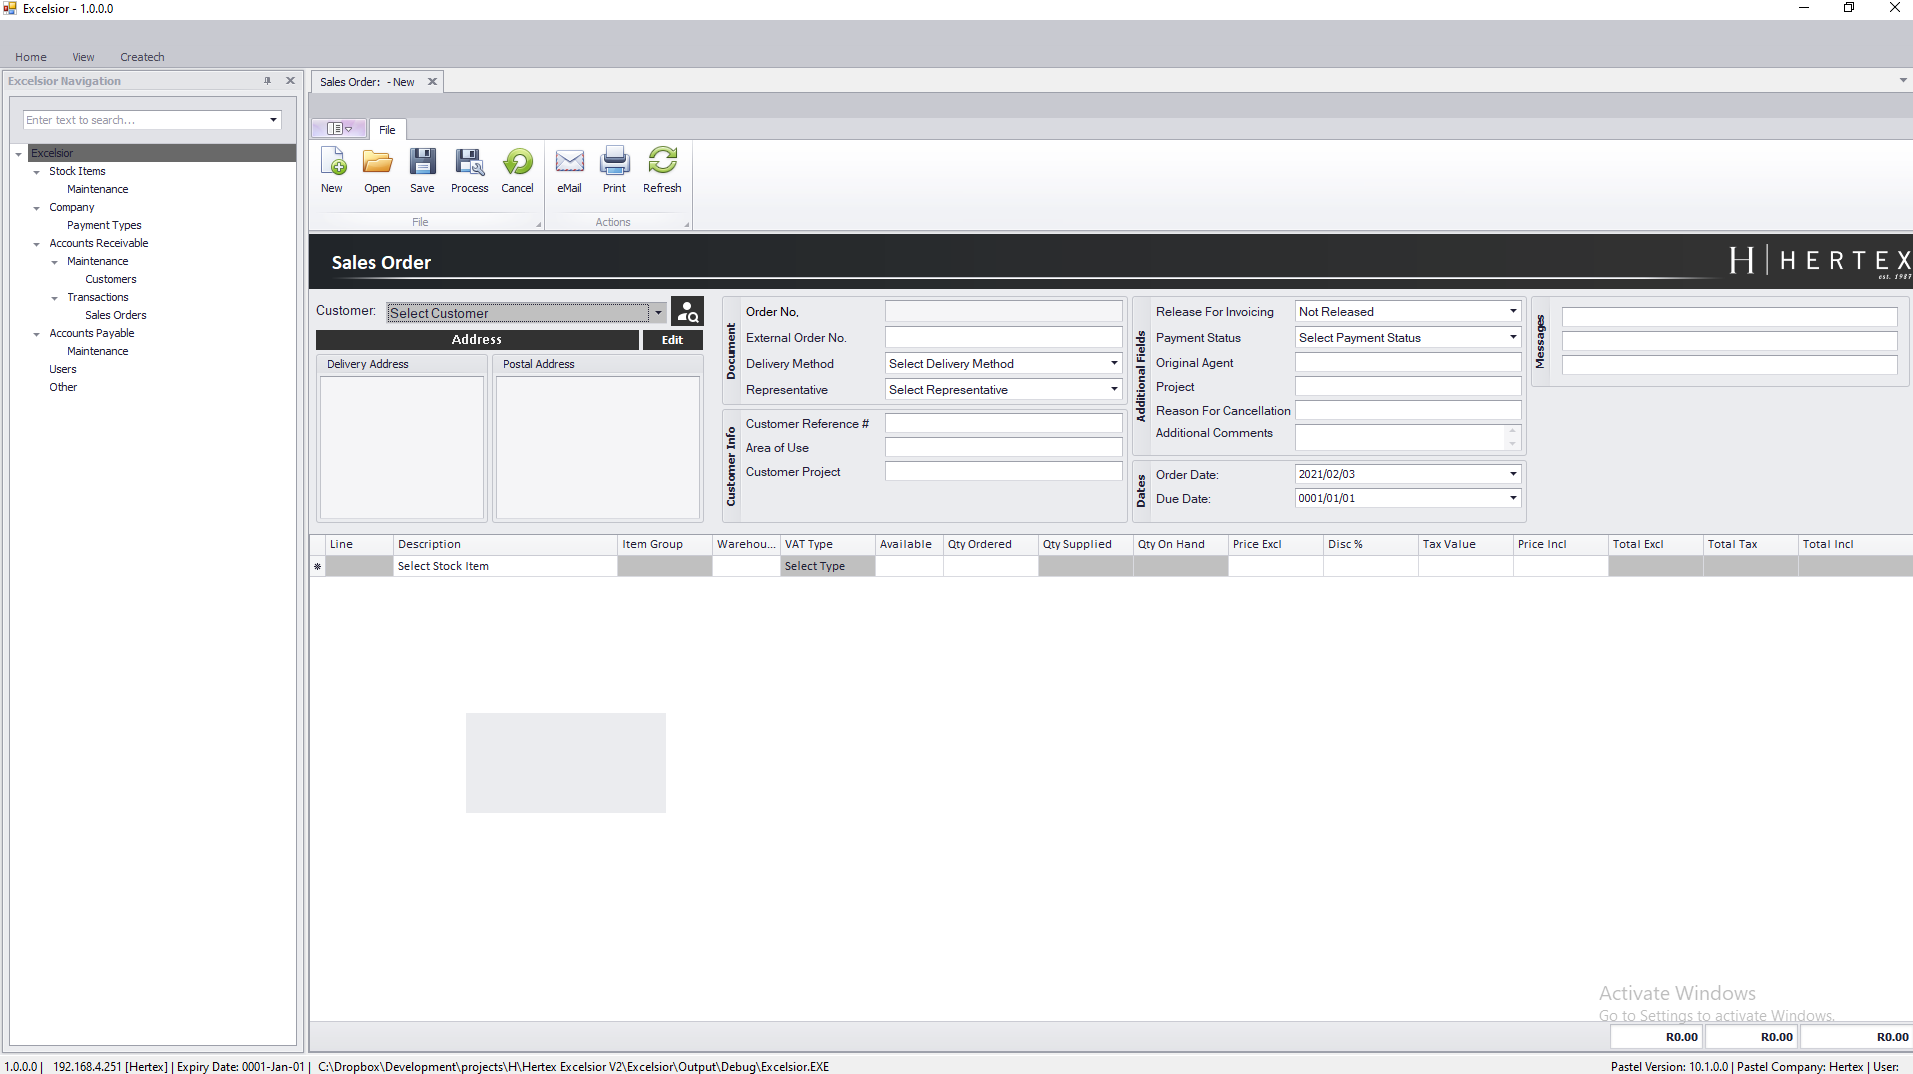 Excelsior - 1.0.0.0
Home View Createch
Excelsior Navigation
Enter text to search...
Excelsior
Stock Items
Maintenance
Company
Payment Types
Accounts Receivable
Maintenance
Customers
Transactions
Sales Orders
Accounts Payable
Maintenance
Users
Other
Sales Order: - New
File
New Open Save Process Cancel eMail Print Refresh
File Actions
Sales Order
H HERTEX
est. 1987
Customer: Select Customer
Address Edit
Delivery Address Postal Address
Document
Order No,
External Order No.
Delivery Method Select Delivery Method
Representative Select Representative
Customer Info
Customer Reference #
Area of Use
Customer Project
Additional Fields
Release For Invoicing Not Released
Payment Status Select Payment Status
Original Agent
Project
Reason For Cancellation
Additional Comments
Dates
Order Date: 2021/02/03
Due Date: 0001/01/01
Messages
Line Description Item Group Warehou... VAT Type Available Qty Ordered Qty Supplied Qty On Hand Price Excl Disc % Tax Value Price Incl Total Excl Total Tax Total Incl
Select Stock Item Select Type
Activate Windows
Go to Settings to activate Windows.
R0.00 R0.00 R0.00
1.0.0.0 | 192.168.4.251 [Hertex] | Expiry Date: 0001-Jan-01 | C:\Dropbox\Development\projects\H\Hertex Excelsior V2\Excelsior\Output\Debug\Excelsior.EXE Pastel Version: 10.1.0.0 | Pastel Company: Hertex | User: